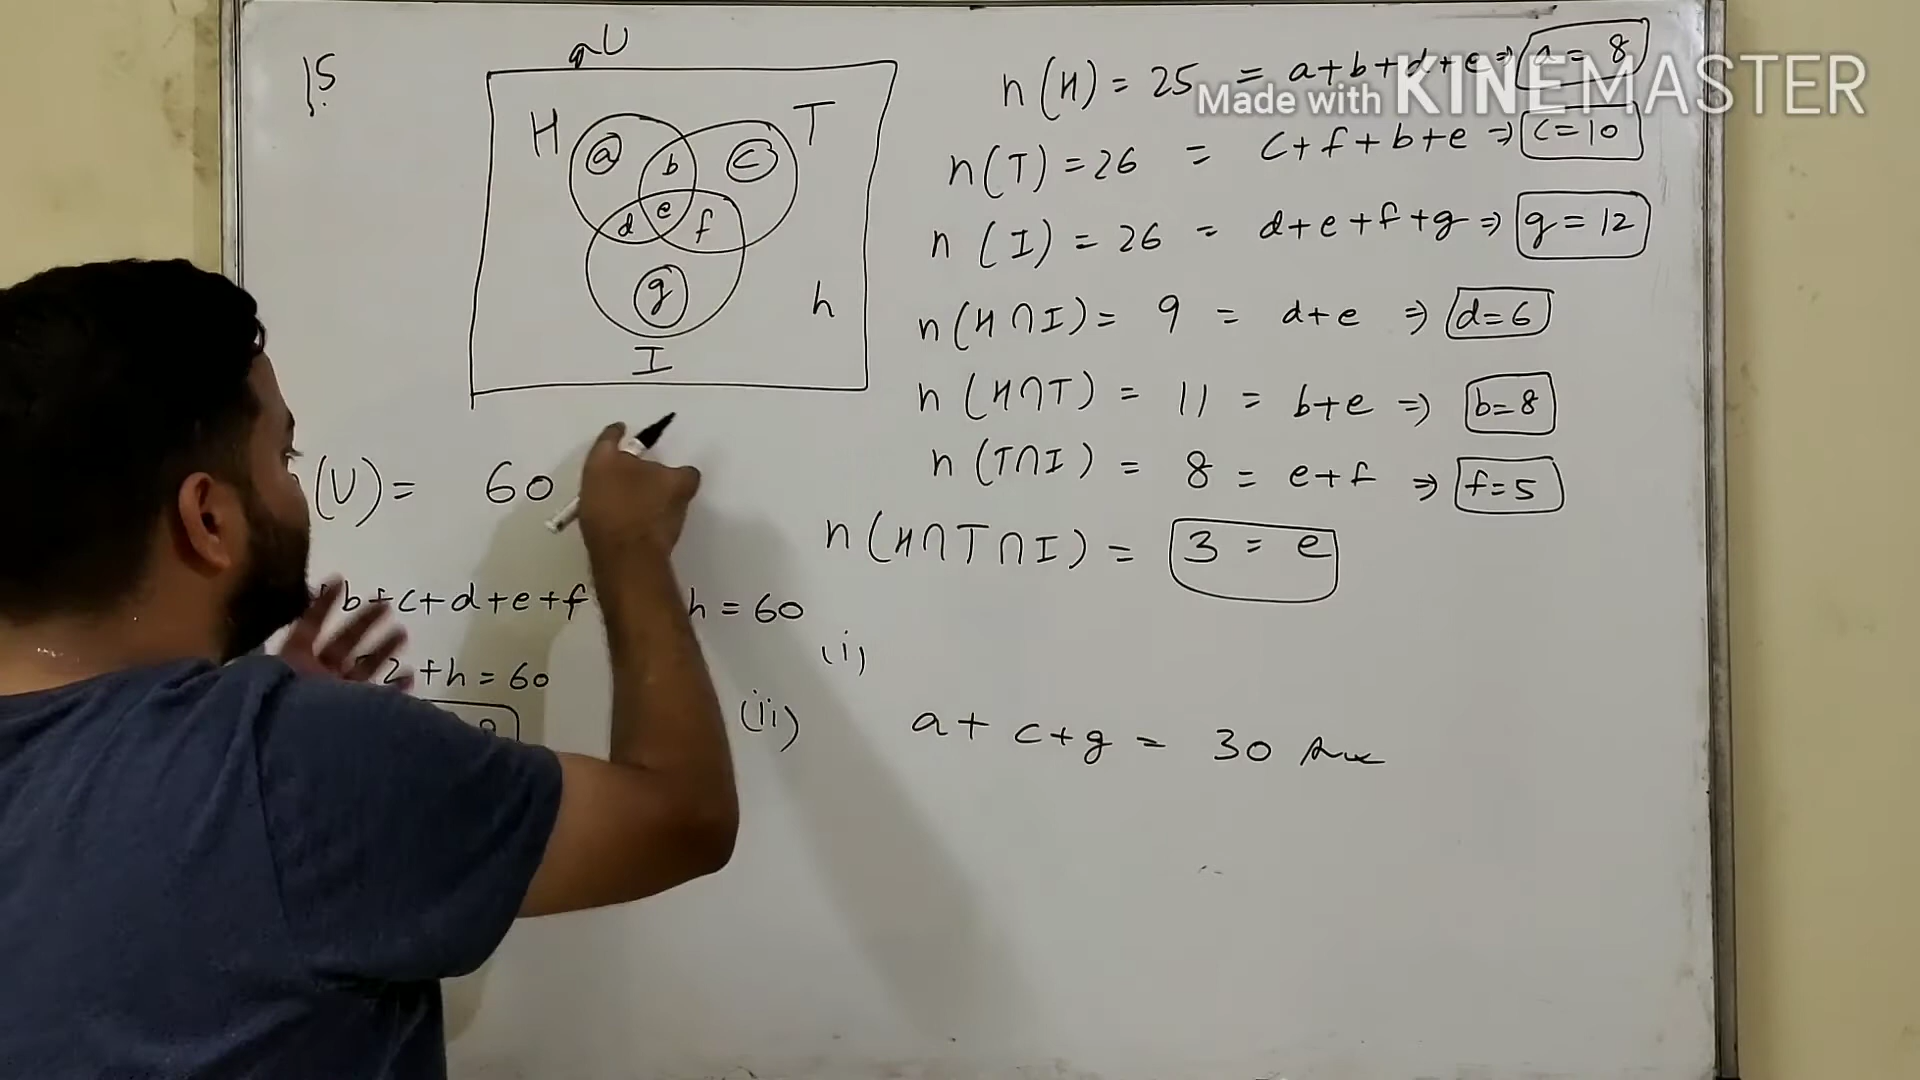 15.
U
H
T
a
b
c
d
e
f
g
h
I
n(H) = 25 = a+b+d+e ⇒ a = 8
Made with KINEMASTER
n(T) = 26 = c+f+b+e ⇒ c=10
n(I) = 26 = d+e+f+g ⇒ g = 12
n(H∩I) = 9 = d+e ⇒ d=6
n(H∩T) = 11 = b+e ⇒ b=8
n(T∩I) = 8 = e+f ⇒ f=5
n(H∩T∩I) = 3 = e
(U) = 60
b+c+d+e+f h = 60
2+h = 60
(i)
(ii) a+c+g = 30 Ans